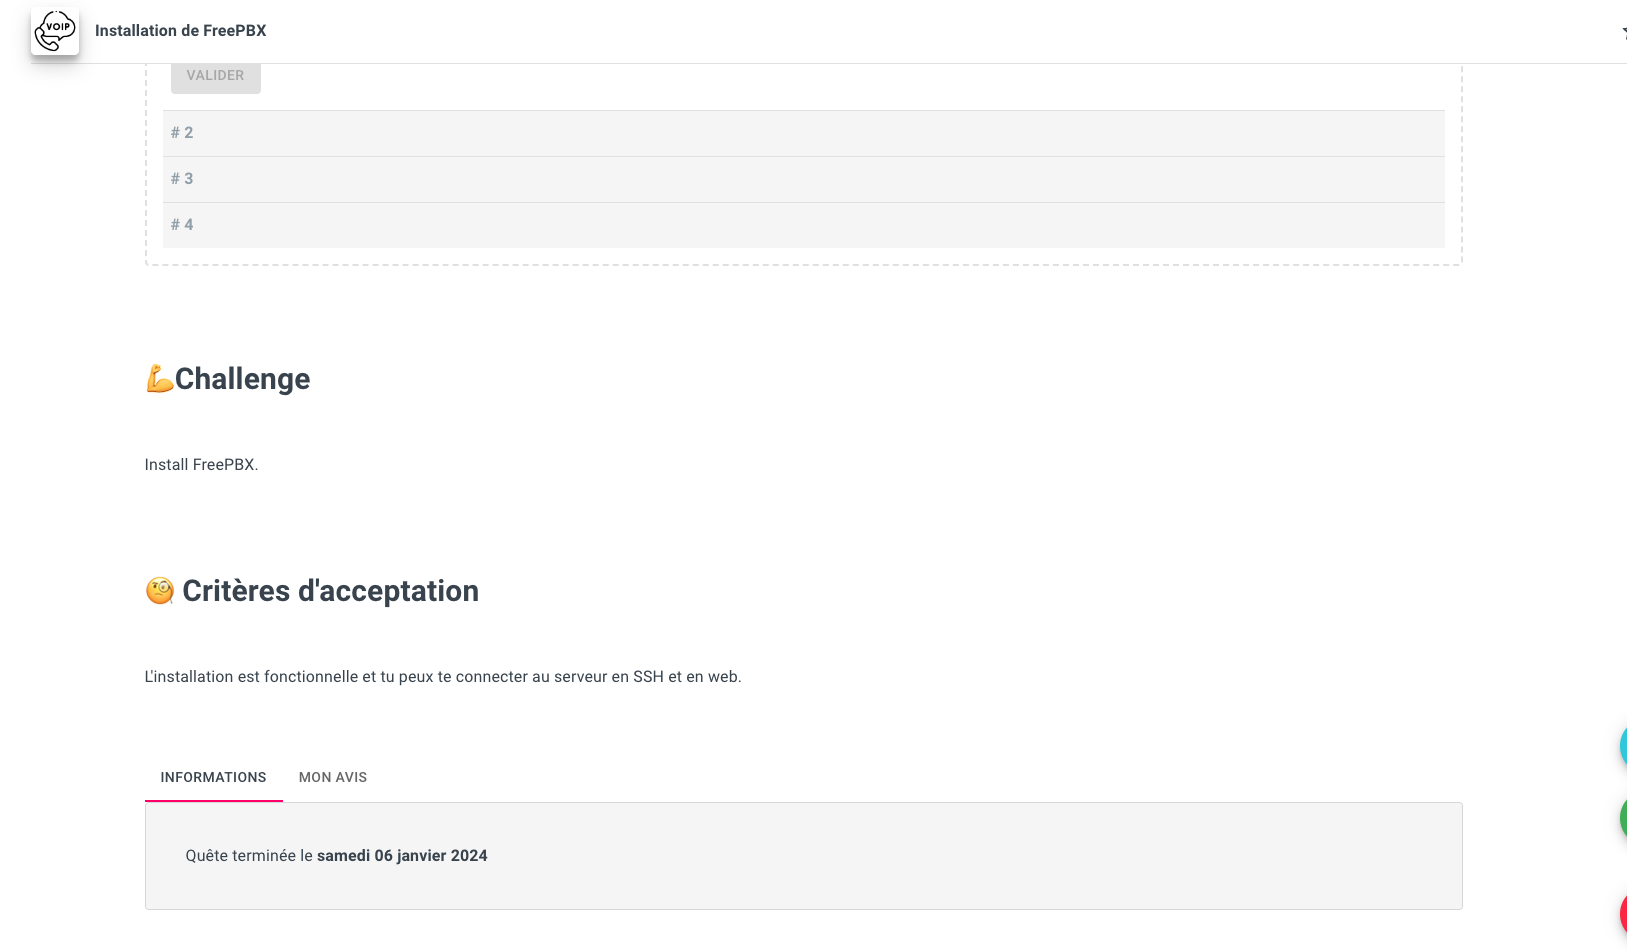 VOIP
Installation de FreePBX
VALIDER
# 2
# 3
# 4
💪Challenge
Install FreePBX.
🧐 Critères d'acceptation
L'installation est fonctionnelle et tu peux te connecter au serveur en SSH et en web.
INFORMATIONS MON AVIS
Quête terminée le samedi 06 janvier 2024